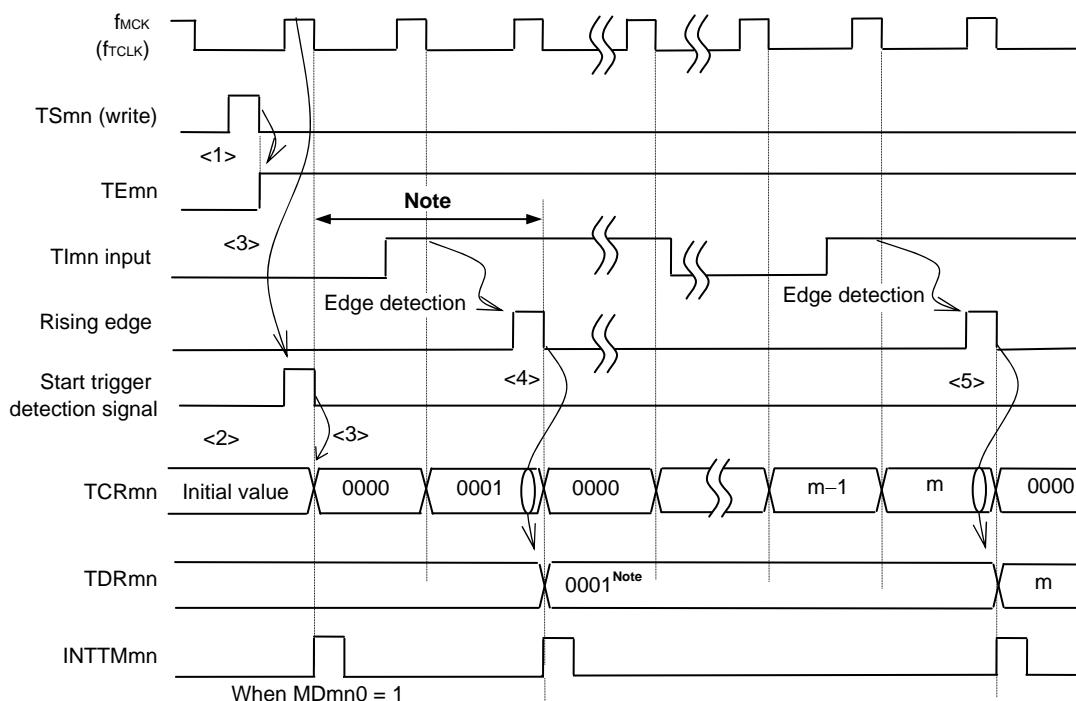 fMCK
(fTCLK)
TSmn (write)
<1>
TEmn
Note
<3>
TImn input
Edge detection
Edge detection
Rising edge
<4>
<5>
Start trigger
detection signal
<2>
<3>
TCRmn
Initial value
0000
0001
0000
m−1
m
0000
TDRmn
0001Note
m
INTTMmn
When MDmn0 = 1